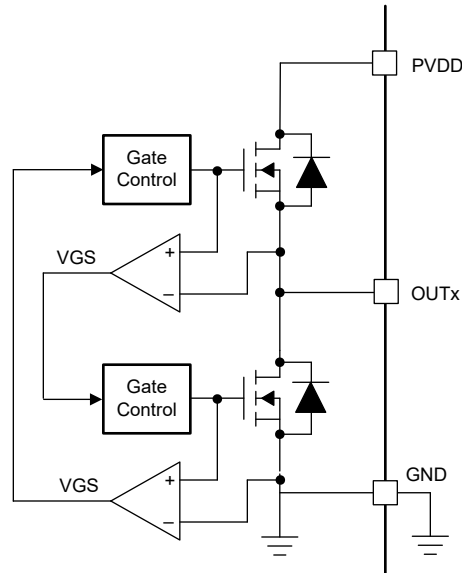 PVDD
Gate
Control
+
VGS
−
OUTx
Gate
Control
+
VGS
−
GND